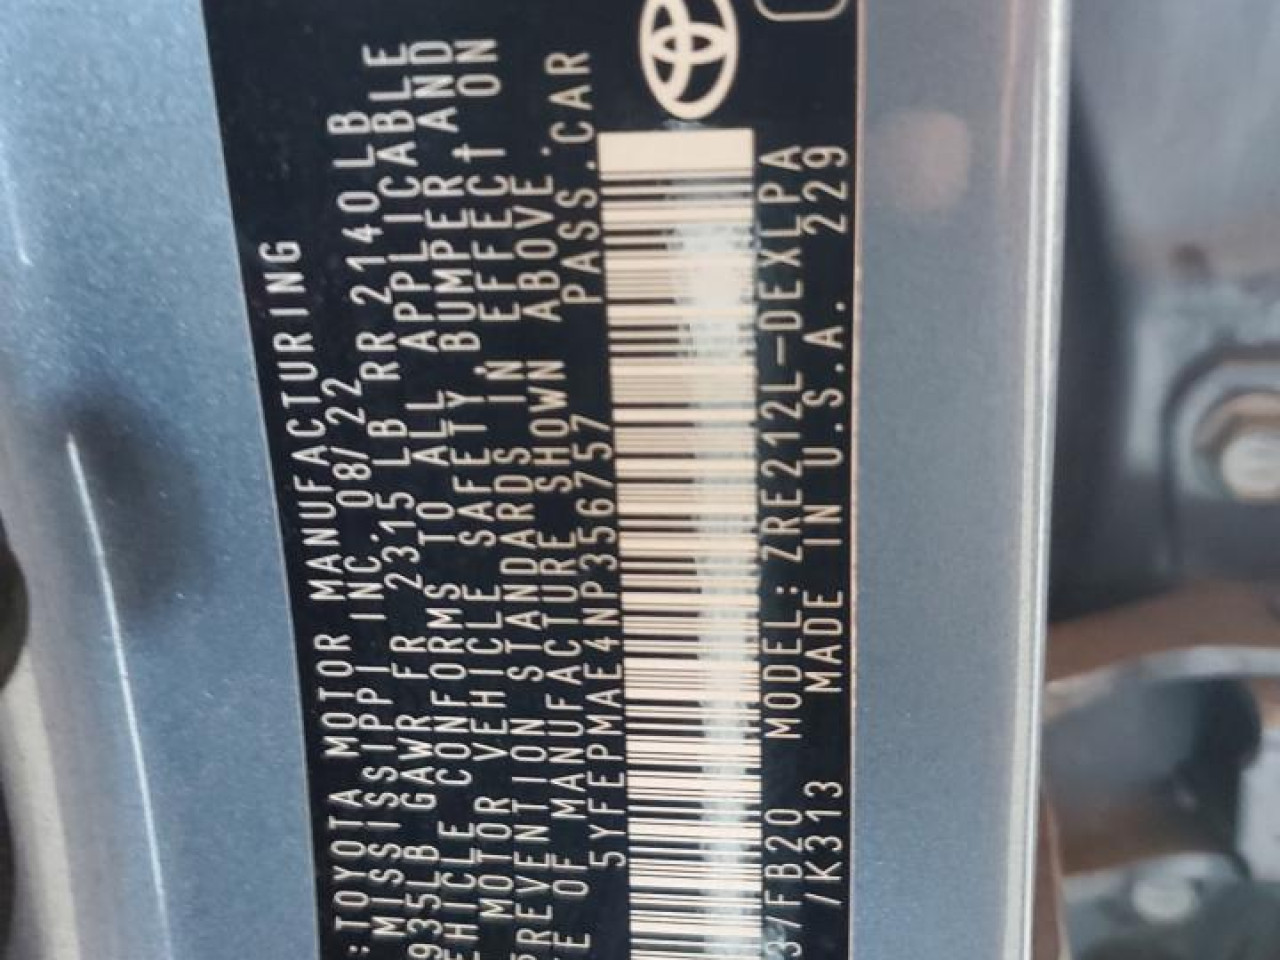 :TOYOTA MOTOR MANUFACTURING
MISSISSIPPI INC. 08/22
935LB GAWR FR 2315 LB RR 2140LB
EHICLE CONFORMS TO ALL APPLICABLE
MOTOR VEHICLE SAFETY, BUMPER, AND
PREVENTION STANDARDS IN EFFECT ON
E OF MANUFACTURE SHOWN ABOVE.
5YFEPMAE4NP356757 PASS.CAR
3/FB20 MODEL:ZRE212L-DEXLPA
/K313 MADE IN U.S.A. 229